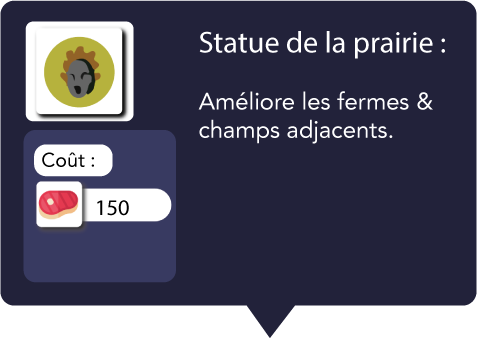 Statue de la prairie :
Améliore les fermes &
champs adjacents.
Coût :
150